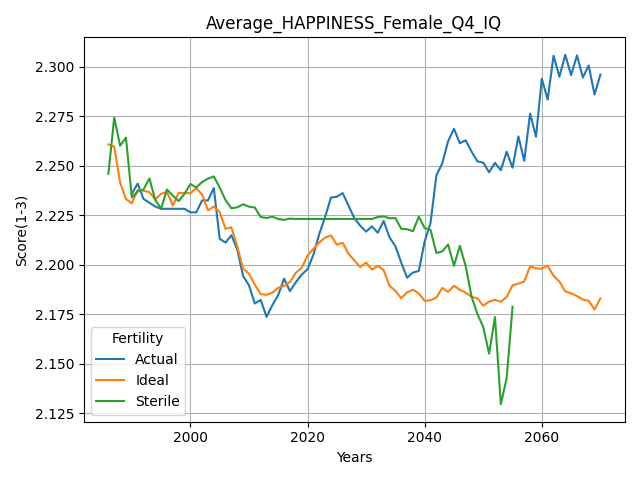 Average_HAPPINESS_Female_Q4_IQ
Score(1-3)
2.300
2.275
2.250
2.225
2.200
2.175
2.150
2.125
Fertility
Actual
Ideal
Sterile
2000
2020
2040
2060
Years